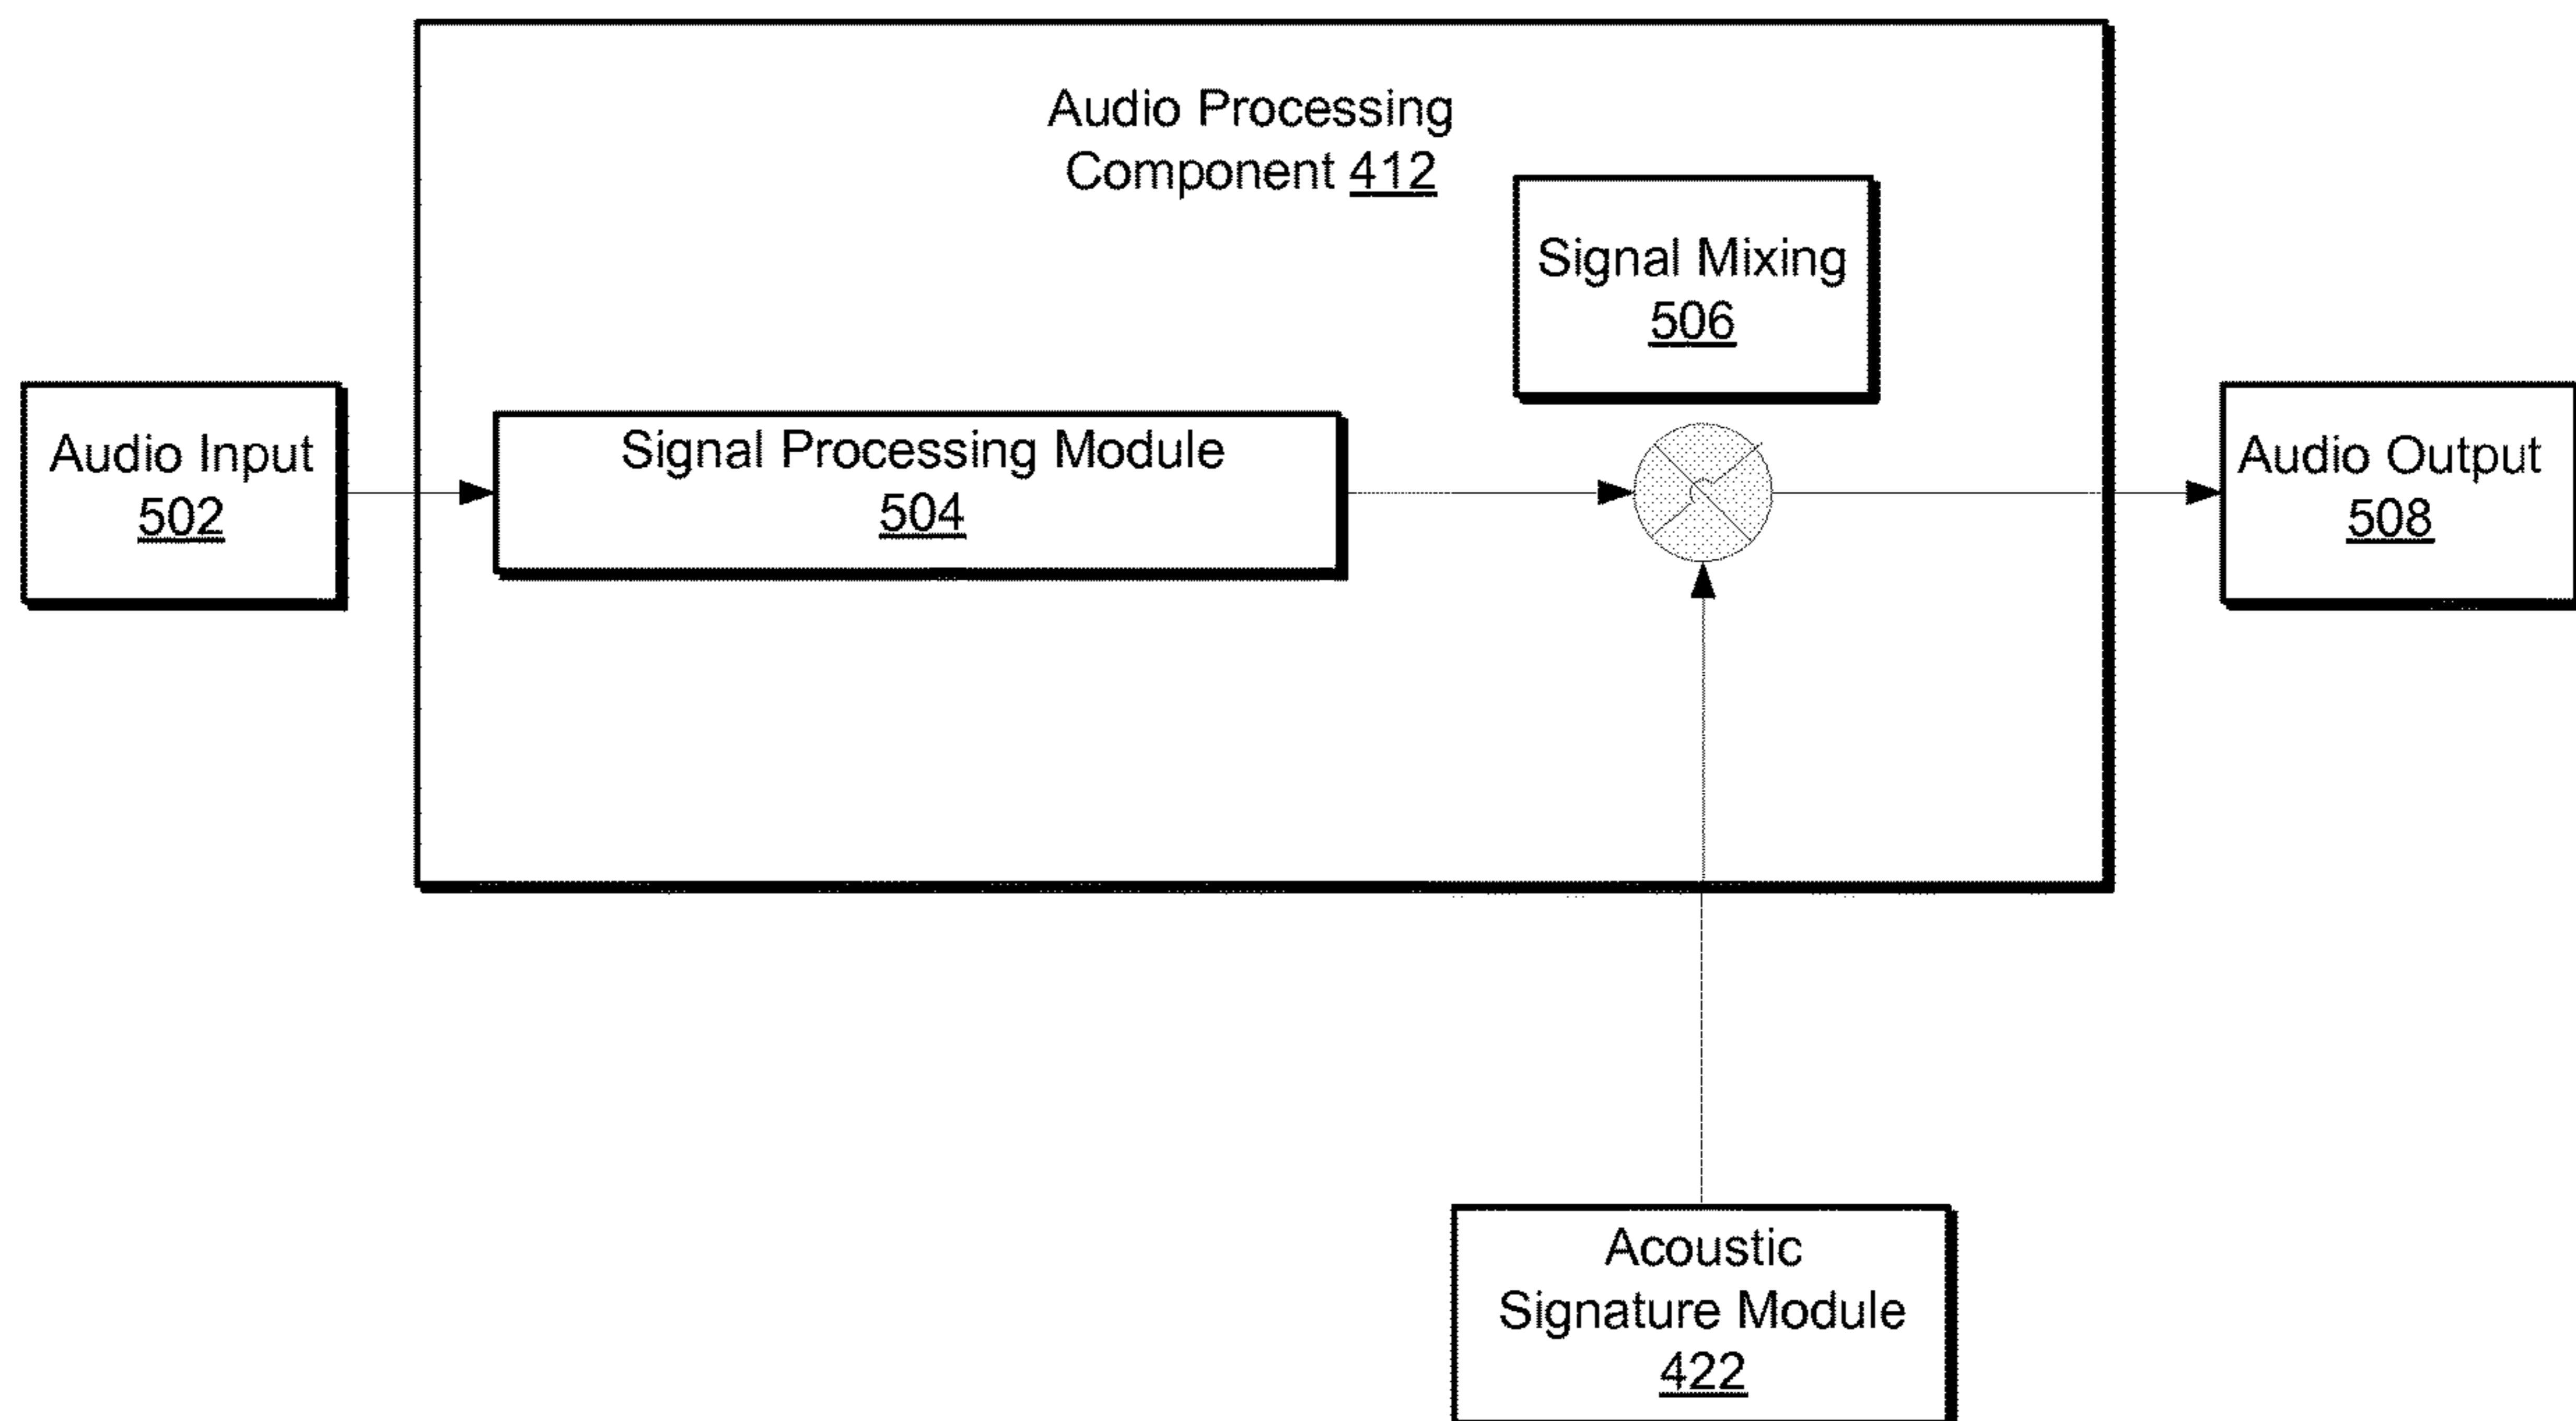 Audio Processing
Component 412
Signal Mixing
506
Audio Input
502
Signal Processing Module
504
Audio Output
508
Acoustic
Signature Module
422